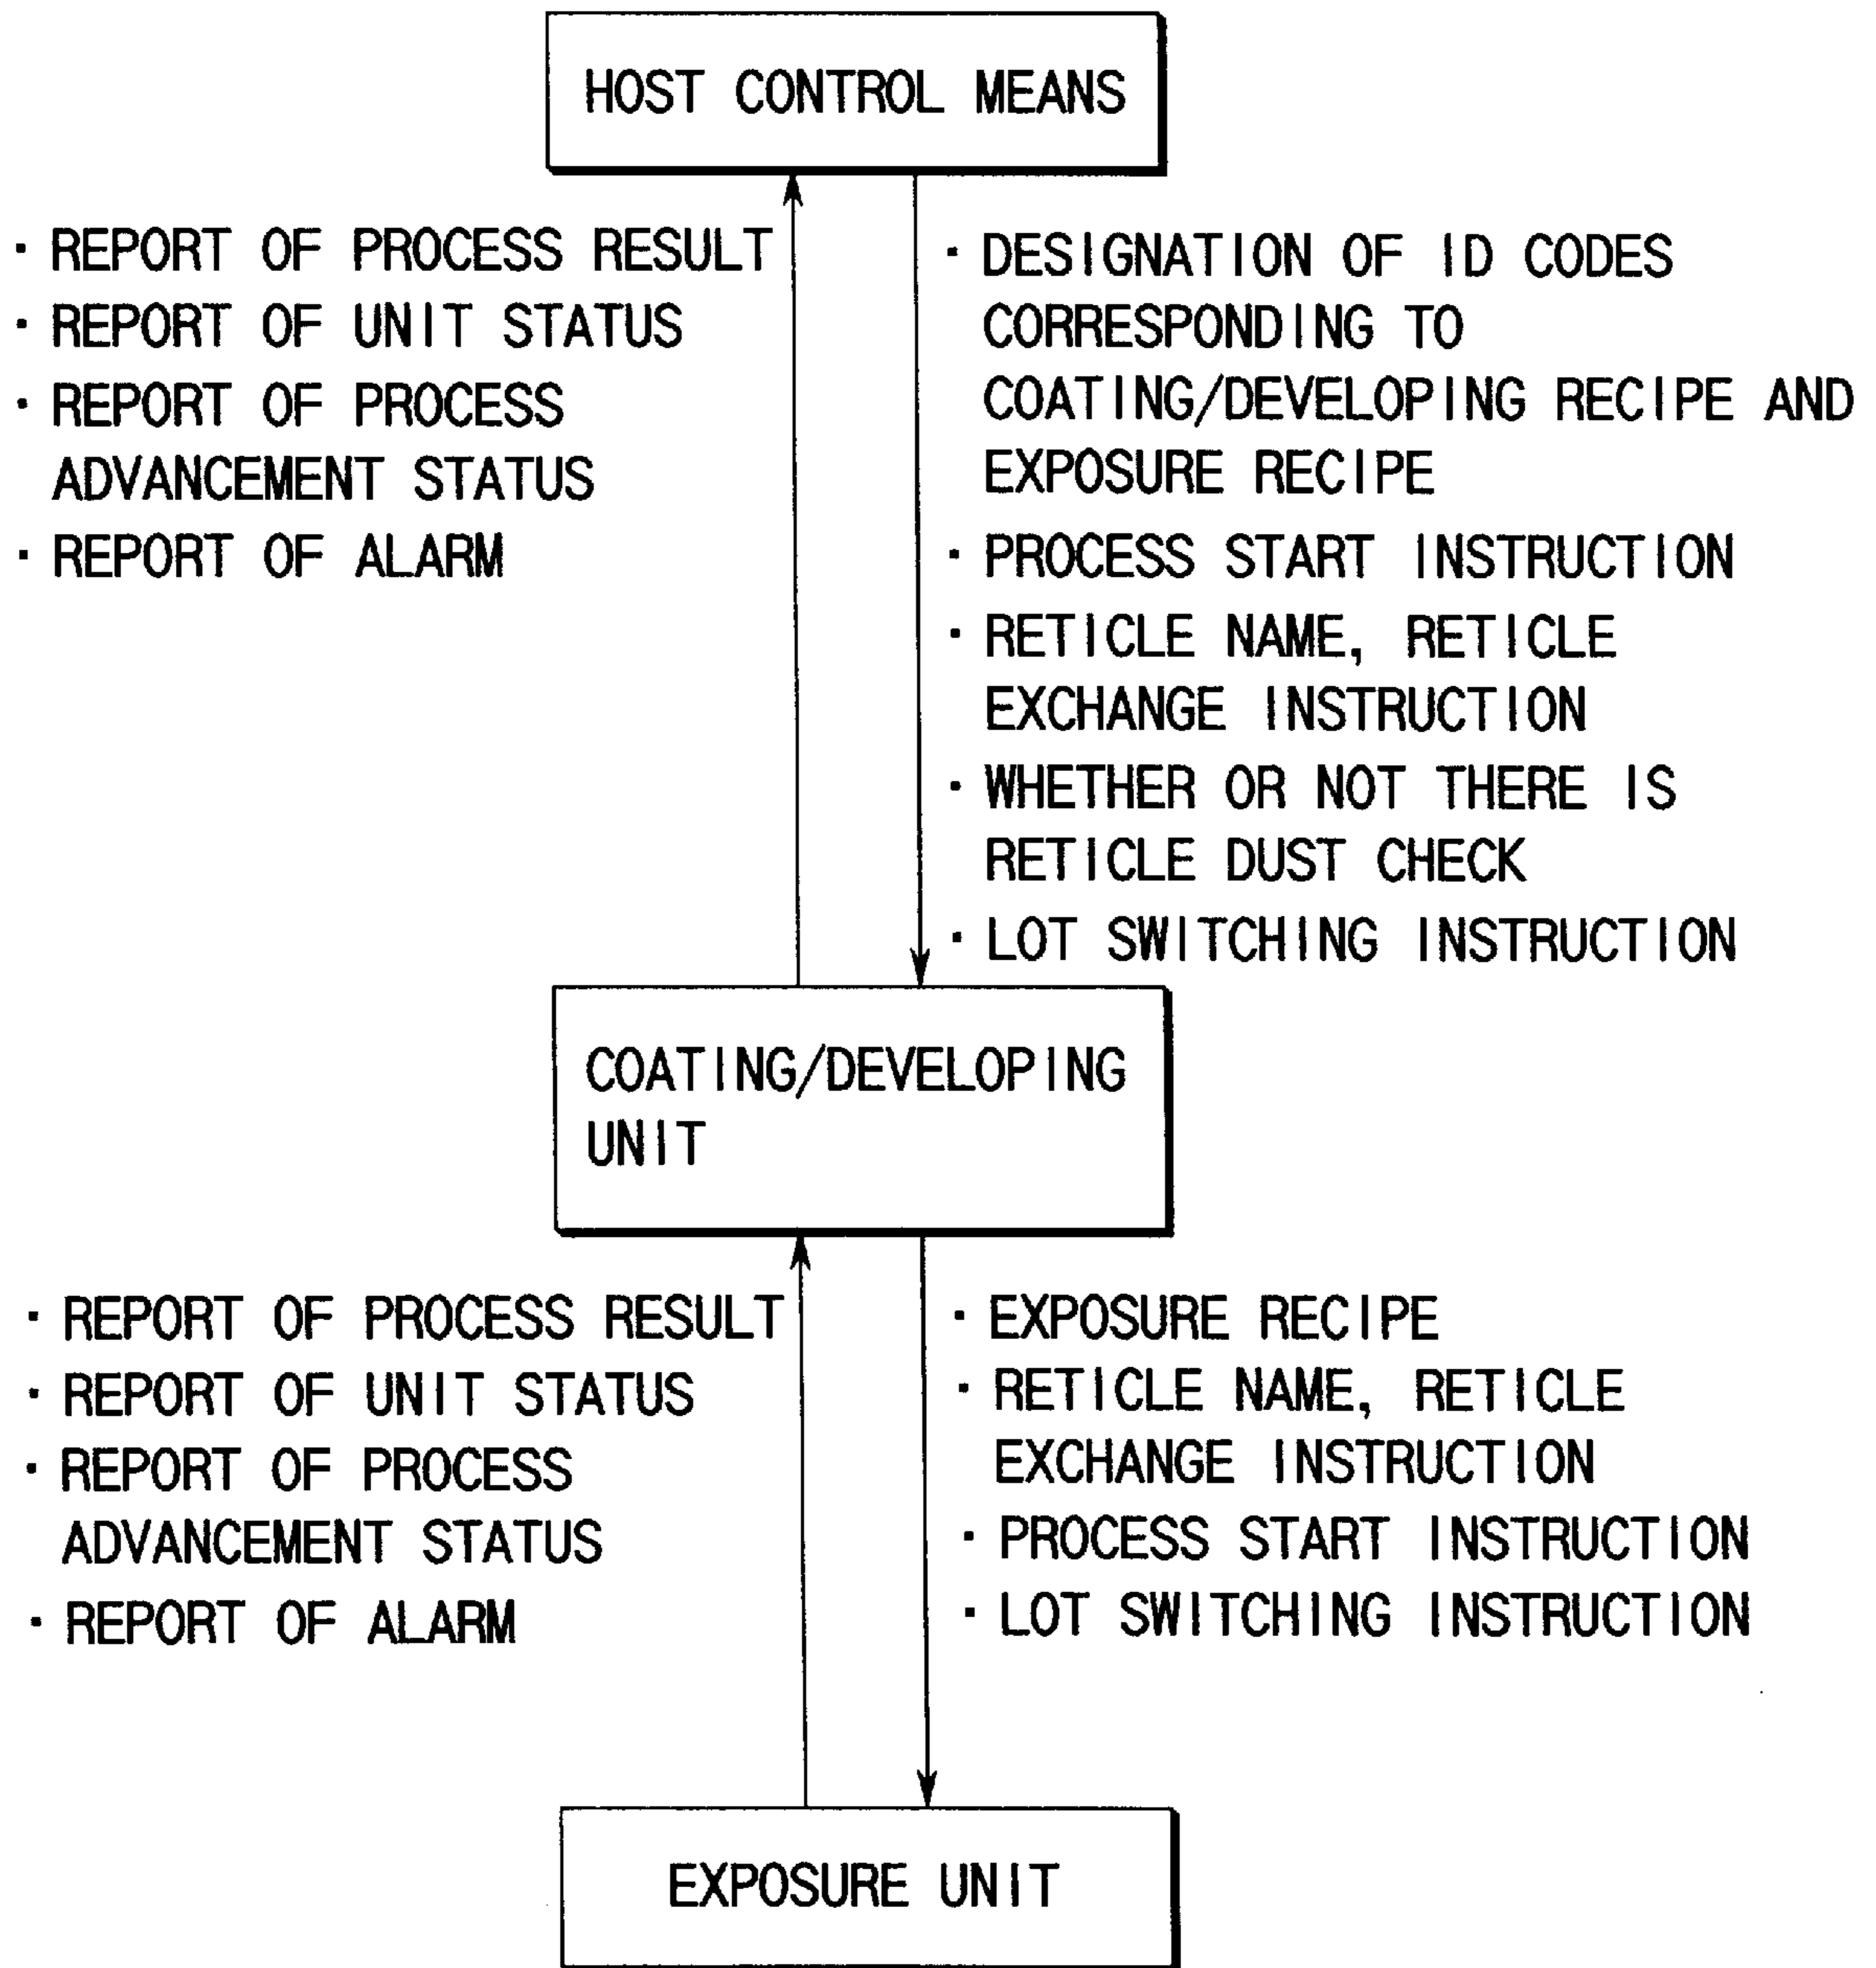 HOST CONTROL MEANS
· REPORT OF PROCESS RESULT
· REPORT OF UNIT STATUS
· REPORT OF PROCESS
ADVANCEMENT STATUS
· REPORT OF ALARM
· DESIGNATION OF ID CODES
CORRESPONDING TO
COATING/DEVELOPING RECIPE AND
EXPOSURE RECIPE
· PROCESS START INSTRUCTION
· RETICLE NAME, RETICLE
EXCHANGE INSTRUCTION
· WHETHER OR NOT THERE IS
RETICLE DUST CHECK
· LOT SWITCHING INSTRUCTION
COATING/DEVELOPING
UNIT
· REPORT OF PROCESS RESULT
· REPORT OF UNIT STATUS
· REPORT OF PROCESS
ADVANCEMENT STATUS
· REPORT OF ALARM
· EXPOSURE RECIPE
· RETICLE NAME, RETICLE
EXCHANGE INSTRUCTION
· PROCESS START INSTRUCTION
· LOT SWITCHING INSTRUCTION
EXPOSURE UNIT